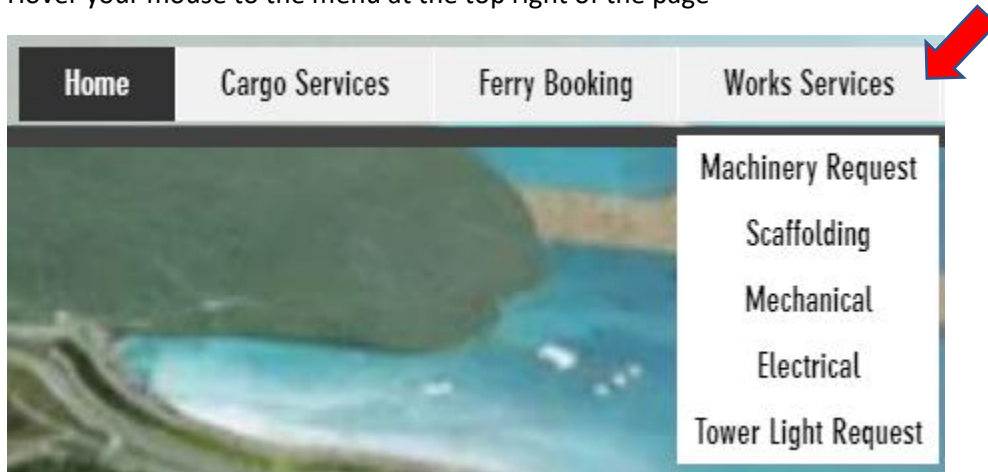 Hover your mouse to the menu at the top right of the page
Home Cargo Services Ferry Booking Works Services
Machinery Request
Scaffolding
Mechanical
Electrical
Tower Light Request